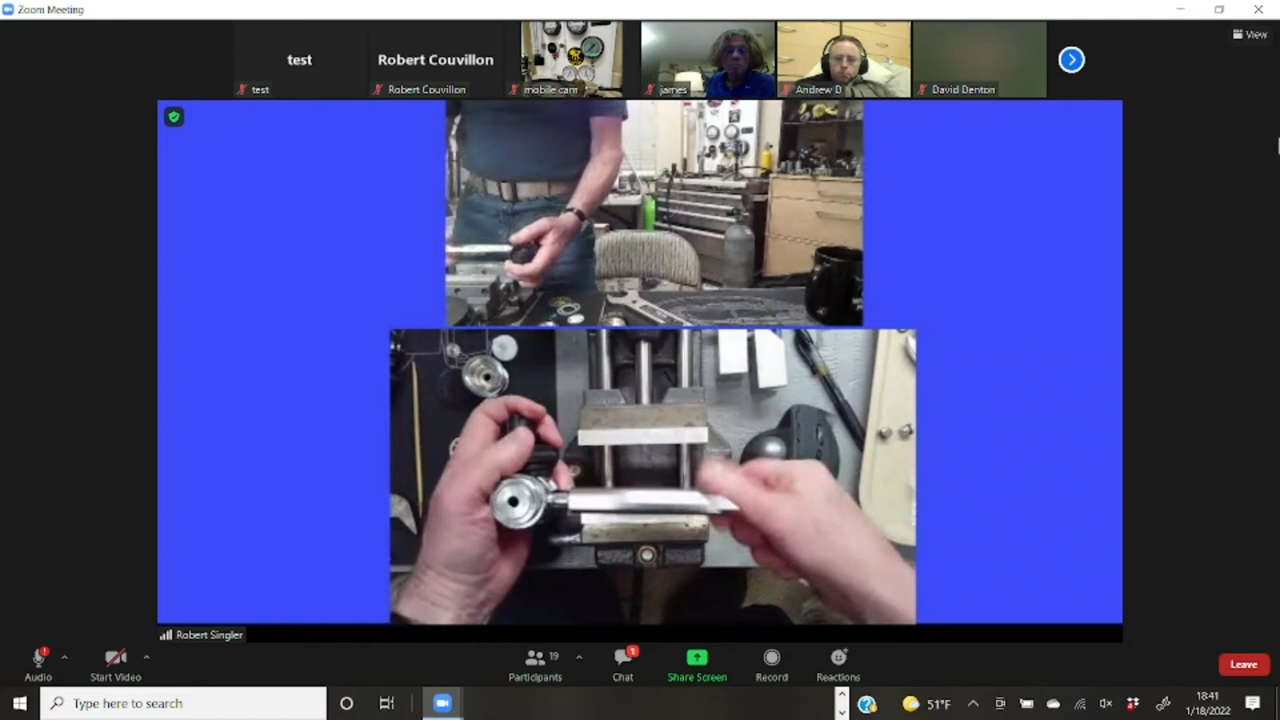 Zoom Meeting
View
test
Robert Couvillon
test
Robert Couvillon
mobile cam
james
Andrew D
David Denton
Robert Singler
Audio
Start Video
19
Participants
1
Chat
Share Screen
Record
Reactions
Leave
Type here to search
51°F
18:41
1/18/2022